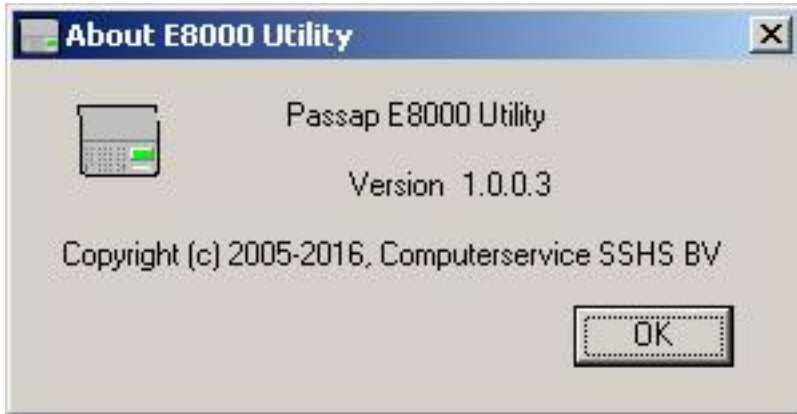 About E8000 Utility
Passap E8000 Utility
Version 1.0.0.3
Copyright (c) 2005-2016, Computerservice SSHS BV
OK